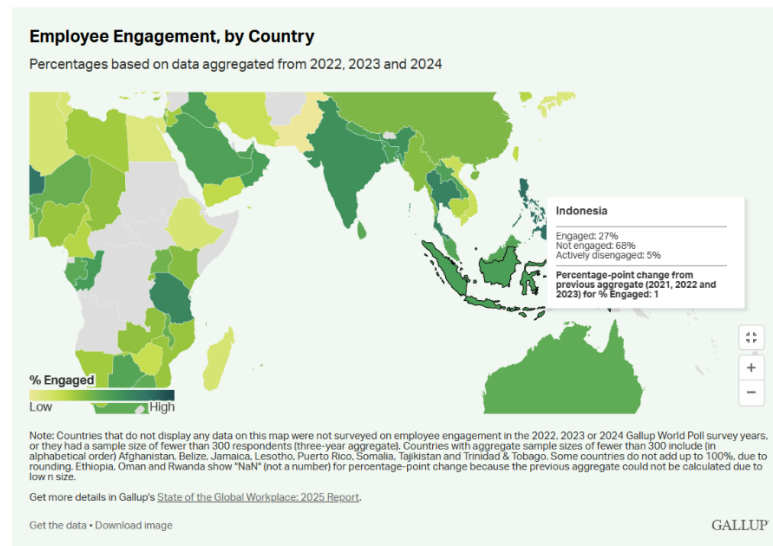 Employee Engagement, by Country
Percentages based on data aggregated from 2022, 2023 and 2024
Indonesia
Engaged: 27%
Not engaged: 68%
Actively disengaged: 5%
Percentage-point change from
previous aggregate (2021, 2022 and
2023) for % Engaged: 1
% Engaged
Low High
+
−
Note: Countries that do not display any data on this map were not surveyed on employee engagement in the 2022, 2023 or 2024 Gallup World Poll survey years,
or they had a sample size of fewer than 300 respondents (three-year aggregate). Countries with aggregate sample sizes of fewer than 300 include (in
alphabetical order) Afghanistan, Belize, Jamaica, Lesotho, Puerto Rico, Somalia, Tajikistan and Trinidad & Tobago. Some countries do not add up to 100%, due to
rounding. Ethiopia, Oman and Rwanda show "NaN" (not a number) for percentage-point change because the previous aggregate could not be calculated due to
low n size.
Get more details in Gallup's State of the Global Workplace: 2025 Report.
Get the data • Download image
GALLUP